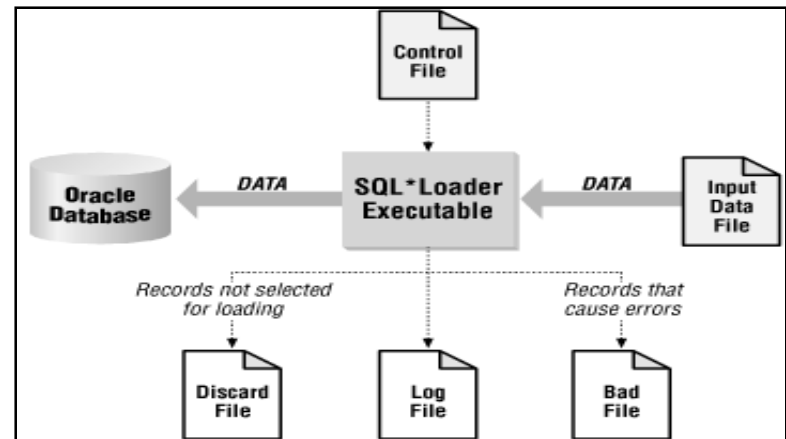 Control
File
Oracle
Database
DATA
SQL*Loader
Executable
DATA
Input
Data
File
Records not selected
for loading
Records that
cause errors
Discard
File
Log
File
Bad
File